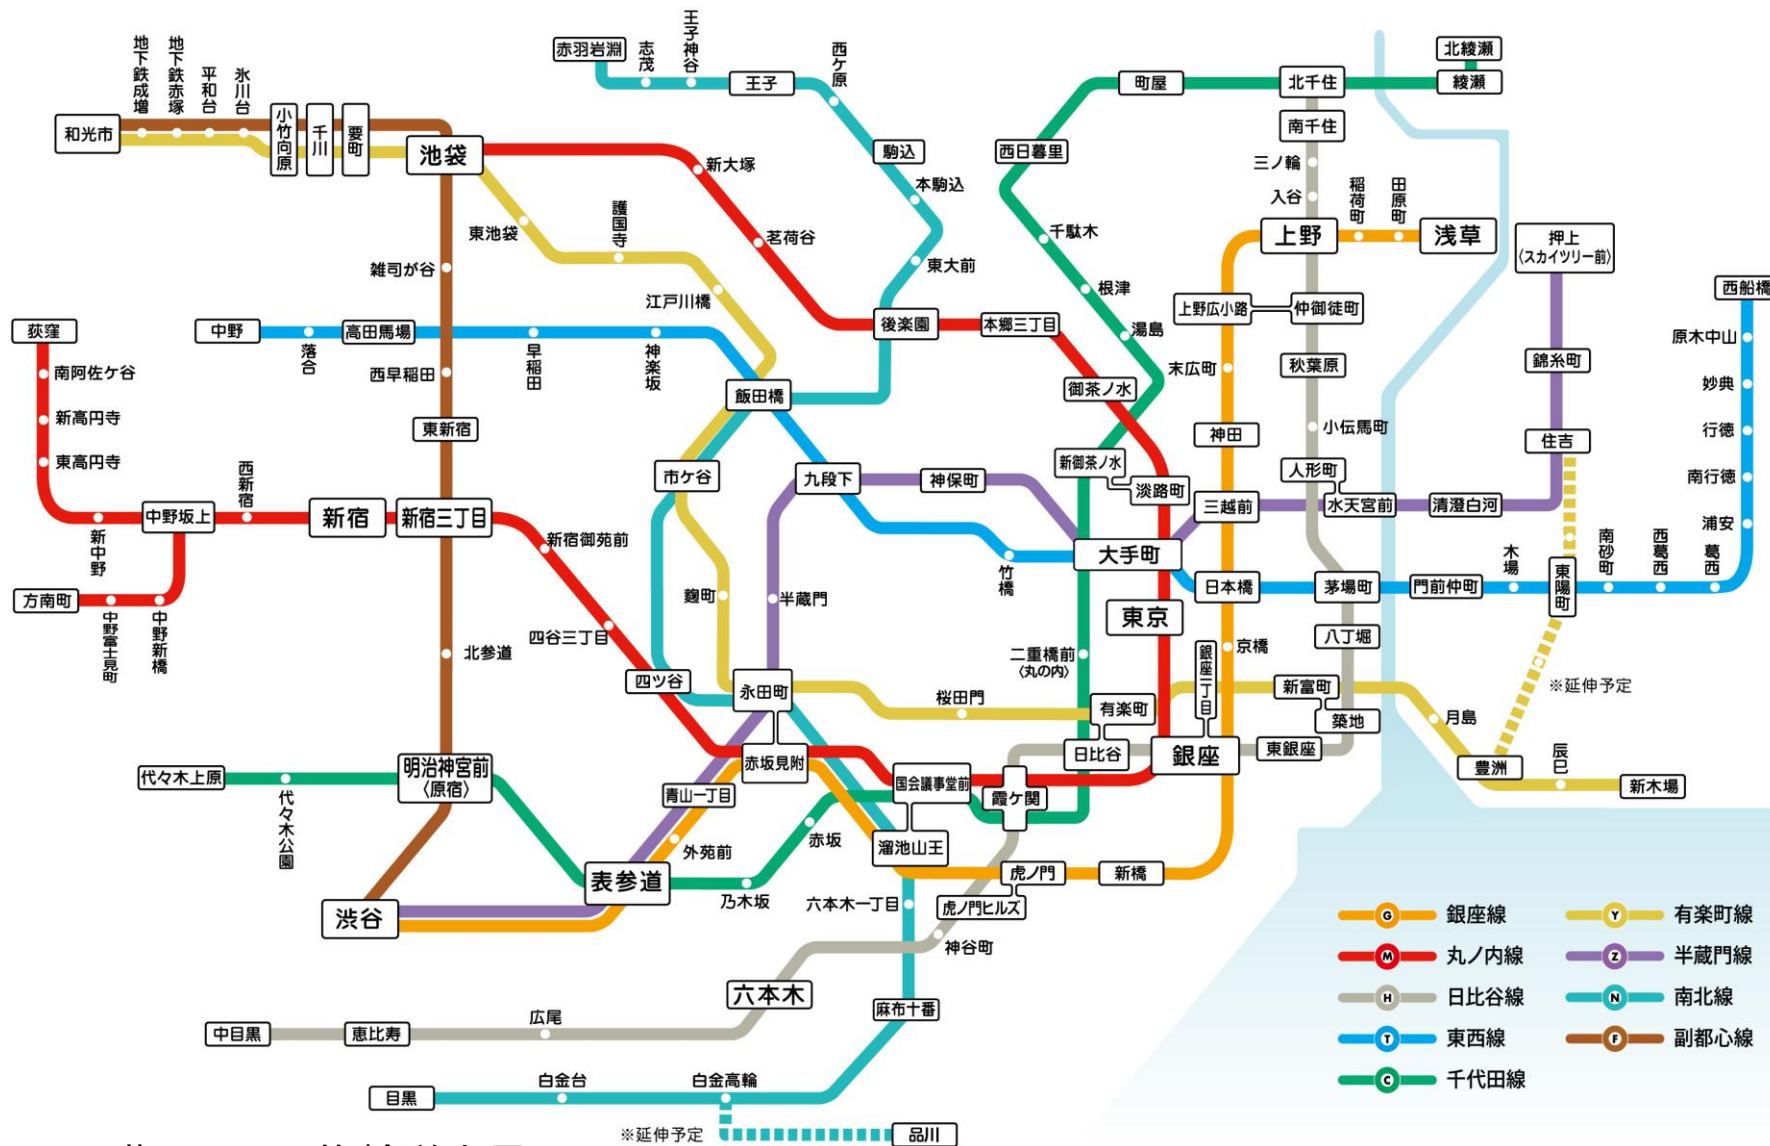 地下鉄成増
地下鉄赤塚
平和台
氷川台
和光市
小竹向原
千川
要町
池袋
赤羽岩淵
志茂
王子神谷
王子
西ケ原
駒込
本駒込
東大前
町屋
北千住
北綾瀬
綾瀬
南千住
西日暮里
三ノ輪
入谷
稲荷町
田原町
上野
浅草
押上
〈スカイツリー前〉
新大塚
茗荷谷
護国寺
東池袋
江戸川橋
雑司が谷
千駄木
根津
湯島
上野広小路
仲御徒町
西船橋
荻窪
中野
落合
高田馬場
早稲田
神楽坂
後楽園
本郷三丁目
原木中山
南阿佐ケ谷
西早稲田
飯田橋
御茶ノ水
末広町
秋葉原
錦糸町
妙典
新高円寺
東新宿
神田
小伝馬町
住吉
行徳
東高円寺
西新宿
市ケ谷
九段下
神保町
新御茶ノ水
淡路町
人形町
南行徳
新中野
中野坂上
新宿
新宿三丁目
新宿御苑前
三越前
水天宮前
清澄白河
浦安
大手町
竹橋
方南町
中野富士見町
中野新橋
麴町
半蔵門
日本橋
茅場町
門前仲町
木場
東陽町
南砂町
西葛西
葛西
東京
四谷三丁目
北参道
四ツ谷
永田町
二重橋前
〈丸の内〉
銀座一丁目
京橋
八丁堀
※延伸予定
桜田門
有楽町
新富町
築地
月島
代々木上原
代々木公園
明治神宮前
〈原宿〉
赤坂見附
日比谷
銀座
東銀座
豊洲
辰巳
新木場
青山一丁目
国会議事堂前
霞ケ関
外苑前
赤坂
溜池山王
表参道
乃木坂
虎ノ門
新橋
渋谷
六本木一丁目
虎ノ門ヒルズ
神谷町
六本木
麻布十番
中目黒
恵比寿
広尾
目黒
白金台
白金高輪
※延伸予定
品川
G 銀座線
M 丸ノ内線
H 日比谷線
T 東西線
C 千代田線
Y 有楽町線
Z 半蔵門線
N 南北線
F 副都心線